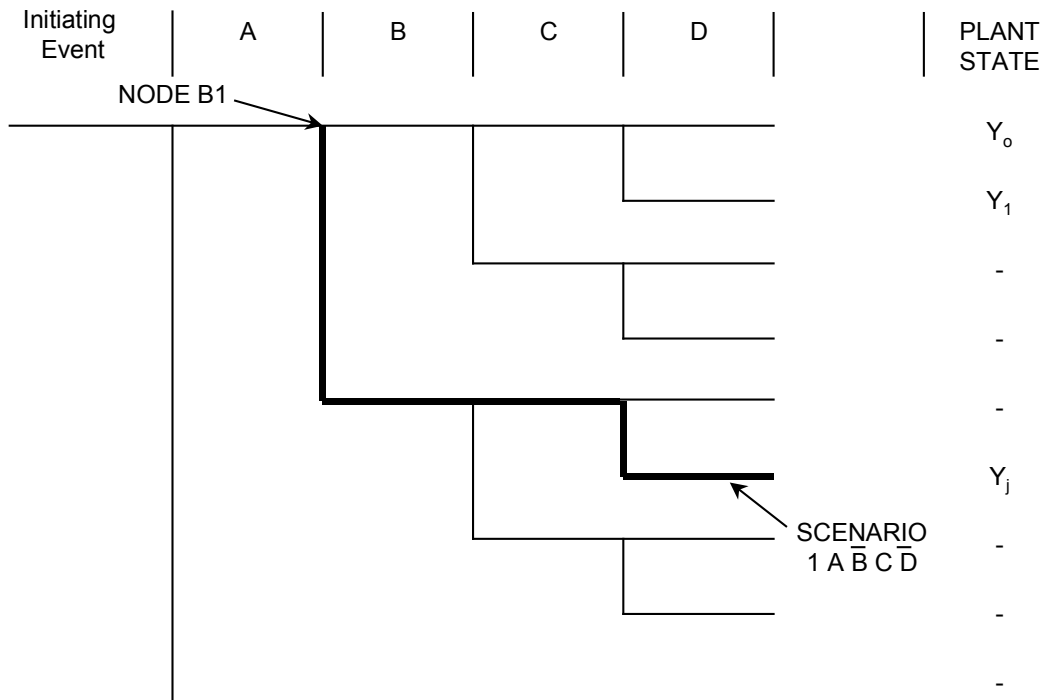 Initiating
Event
A
B
C
D
PLANT
STATE
NODE B1
Yₒ
Y₁
-
-
-
Yⱼ
SCENARIO
1 A B̅ C D̅
-
-
-